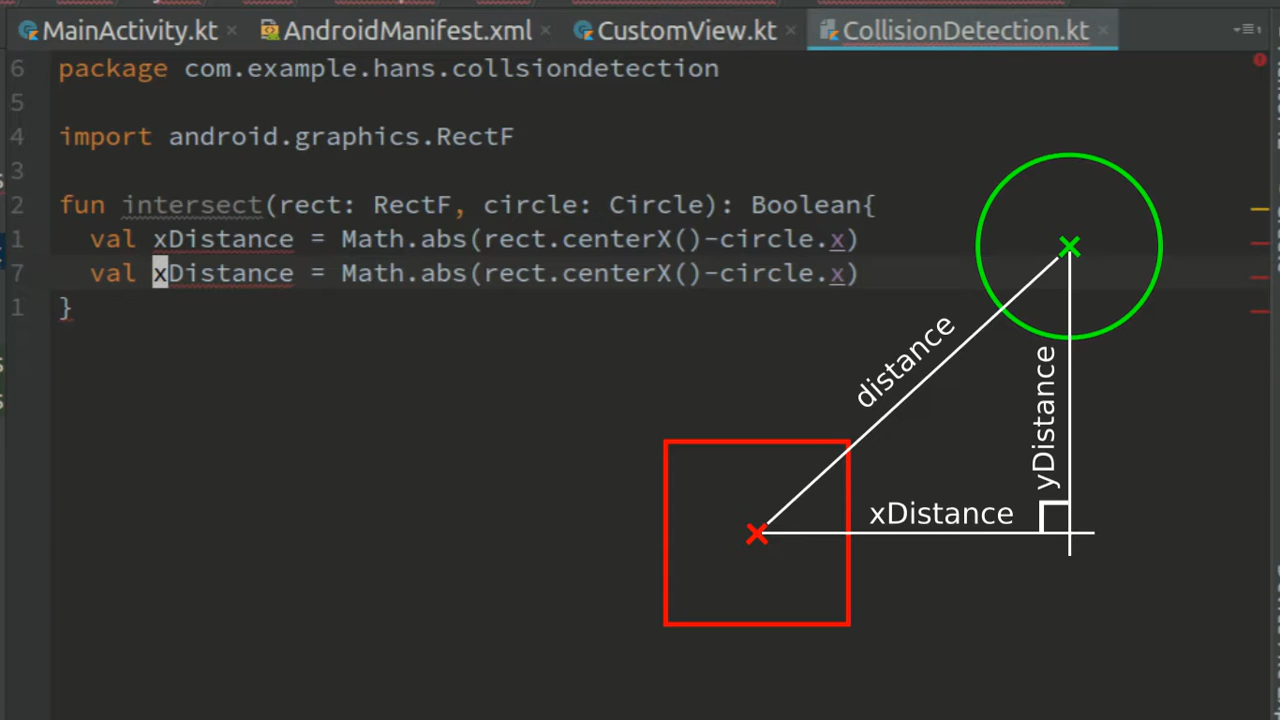 MainActivity.kt × AndroidManifest.xml × CustomView.kt × CollisionDetection.kt ×
6 package com.example.hans.collsiondetection
5
4 import android.graphics.RectF
3
2 fun intersect(rect: RectF, circle: Circle): Boolean{
1 val xDistance = Math.abs(rect.centerX()-circle.x)
7 val xDistance = Math.abs(rect.centerX()-circle.x)
1 }
distance
yDistance
xDistance